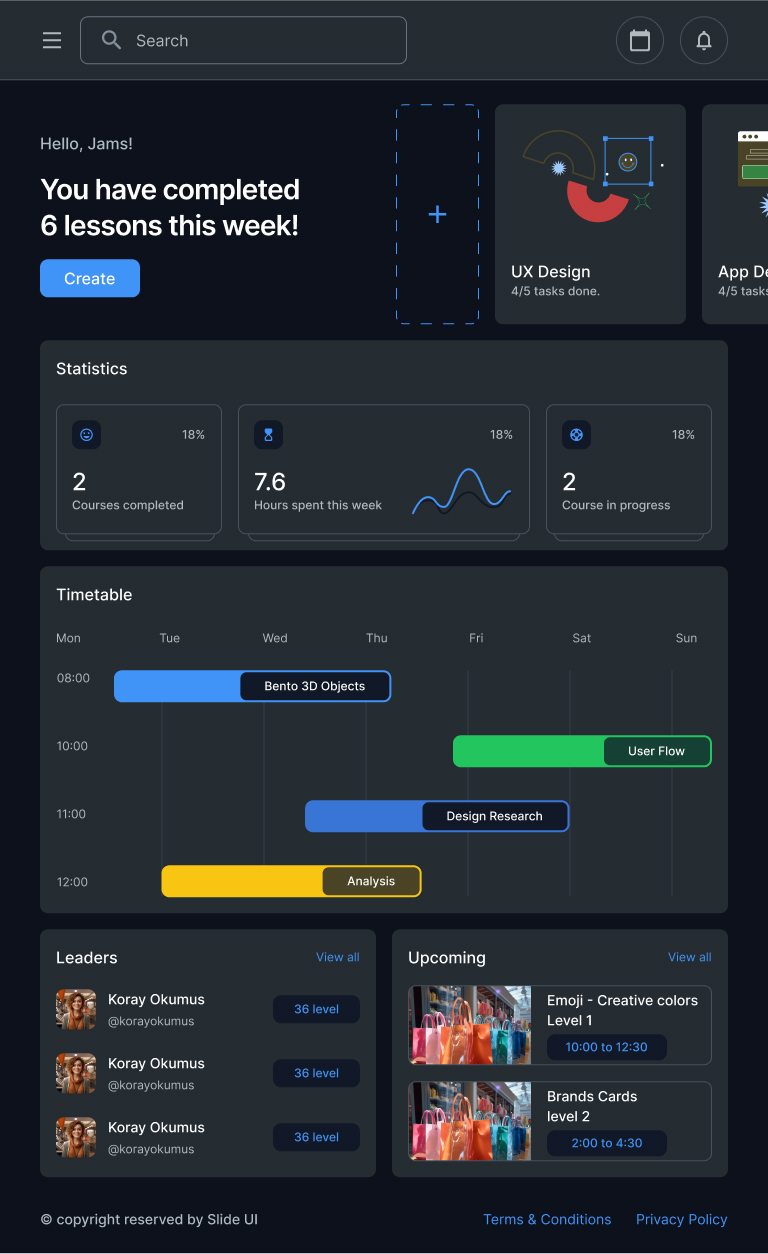 Search
Hello, Jams!
You have completed
6 lessons this week!
Create
+
UX Design
4/5 tasks done.
4/5
Statistics
18%
2
Courses completed
18%
7.6
Hours spent this week
18%
2
Course in progress
Timetable
Mon Tue Wed Thu Fri Sat Sun
08:00
Bento 3D Objects
10:00
User Flow
11:00
Design Research
12:00
Analysis
Leaders
View all
Koray Okumus
@korayokumus
36 level
Koray Okumus
@korayokumus
36 level
Koray Okumus
@korayokumus
36 level
Upcoming
View all
Emoji - Creative colors
Level 1
10:00 to 12:30
Brands Cards
level 2
2:00 to 4:30
© copyright reserved by Slide UI
Terms & Conditions
Privacy Policy